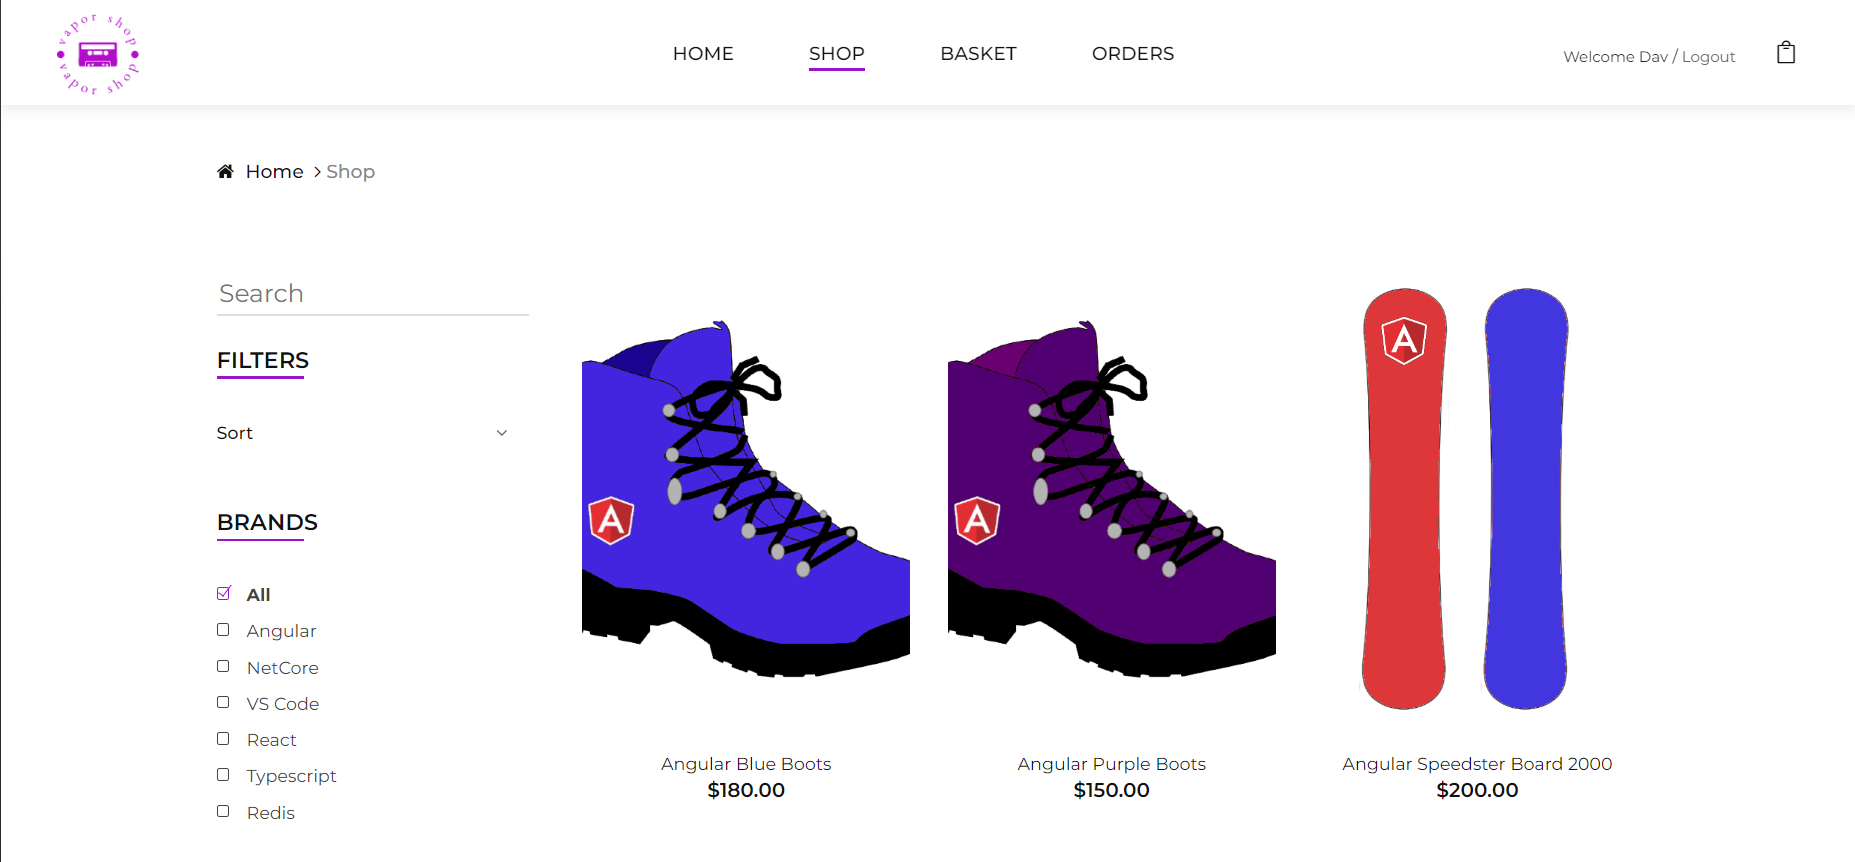 vapor shop
vapor shop
HOME SHOP BASKET ORDERS
Welcome Dav / Logout
Home > Shop
Search
FILTERS
Sort
BRANDS
All
Angular
NetCore
VS Code
React
Typescript
Redis
A
A
A
Angular Blue Boots
$180.00
Angular Purple Boots
$150.00
Angular Speedster Board 2000
$200.00